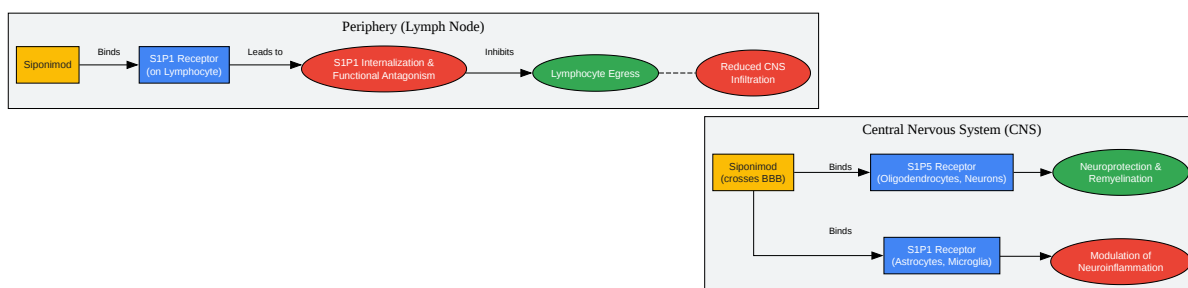 Periphery (Lymph Node)
Siponimod
Binds
S1P1 Receptor
(on Lymphocyte)
Leads to
S1P1 Internalization &
Functional Antagonism
Inhibits
Lymphocyte Egress
Reduced CNS
Infiltration
Central Nervous System (CNS)
Siponimod
(crosses BBB)
Binds
S1P5 Receptor
(Oligodendrocytes, Neurons)
Neuroprotection &
Remyelination
Binds
S1P1 Receptor
(Astrocytes, Microglia)
Modulation of
Neuroinflammation